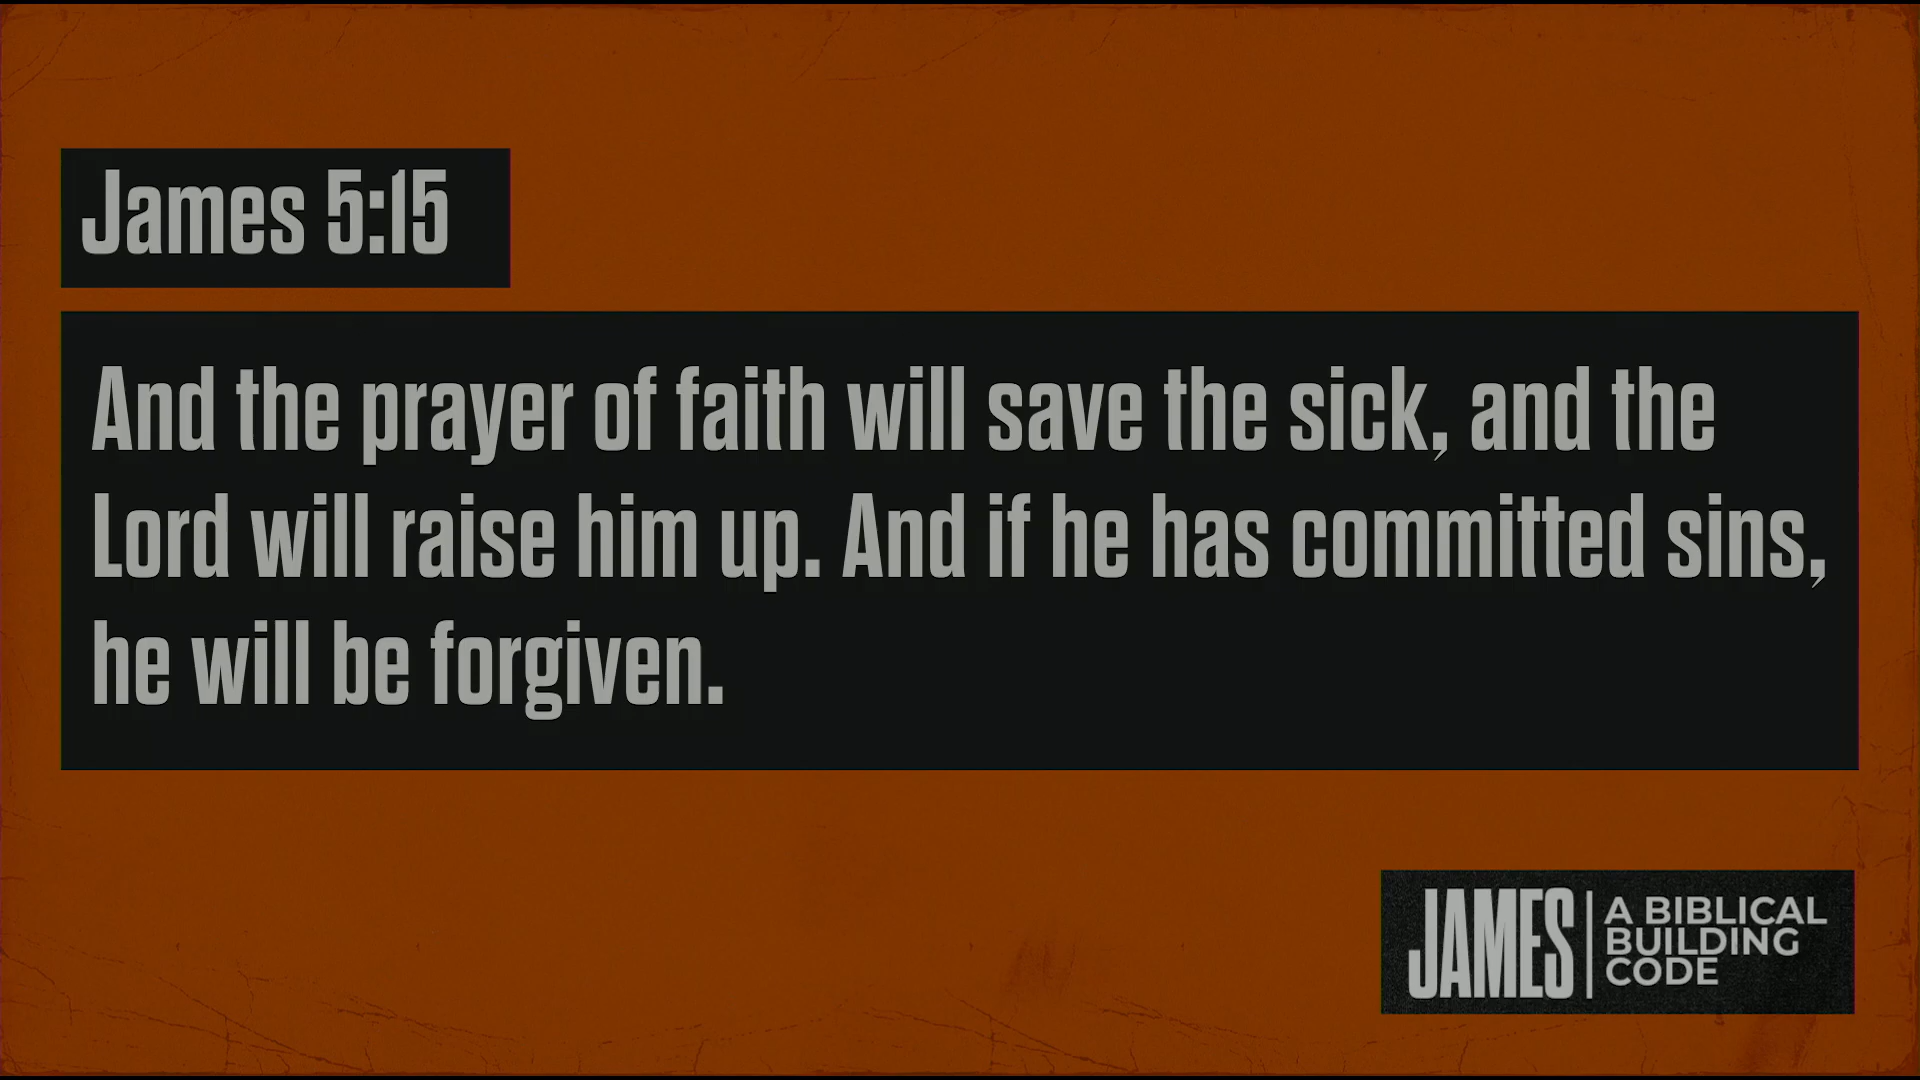 James 5:15
And the prayer of faith will save the sick, and the
Lord will raise him up. And if he has committed sins,
he will be forgiven.
JAMES
A BIBLICAL
BUILDING
CODE